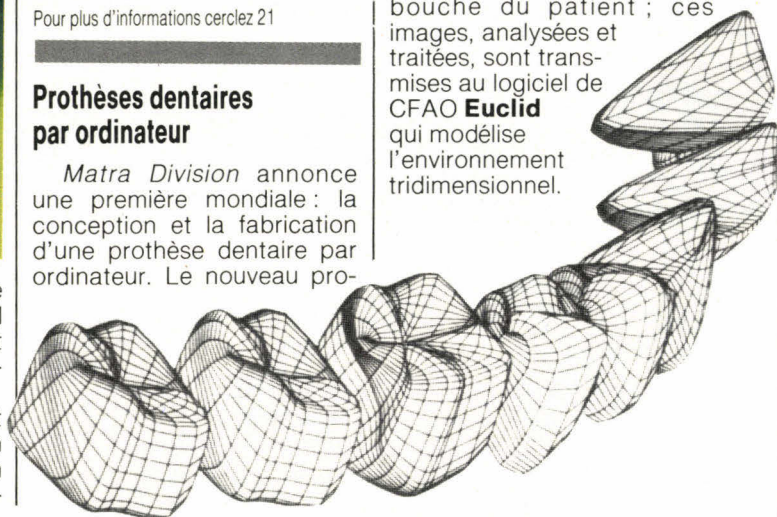 Pour plus d'informations cerclez 21
Prothèses dentaires
par ordinateur
Matra Division annonce
une première mondiale : la
conception et la fabrication
d'une prothèse dentaire par
ordinateur. Le nouveau pro-
bouche du patient ; ces
images, analysées et
traitées, sont trans-
mises au logiciel de
CFAO Euclid
qui modélise
l'environnement
tridimensionnel.